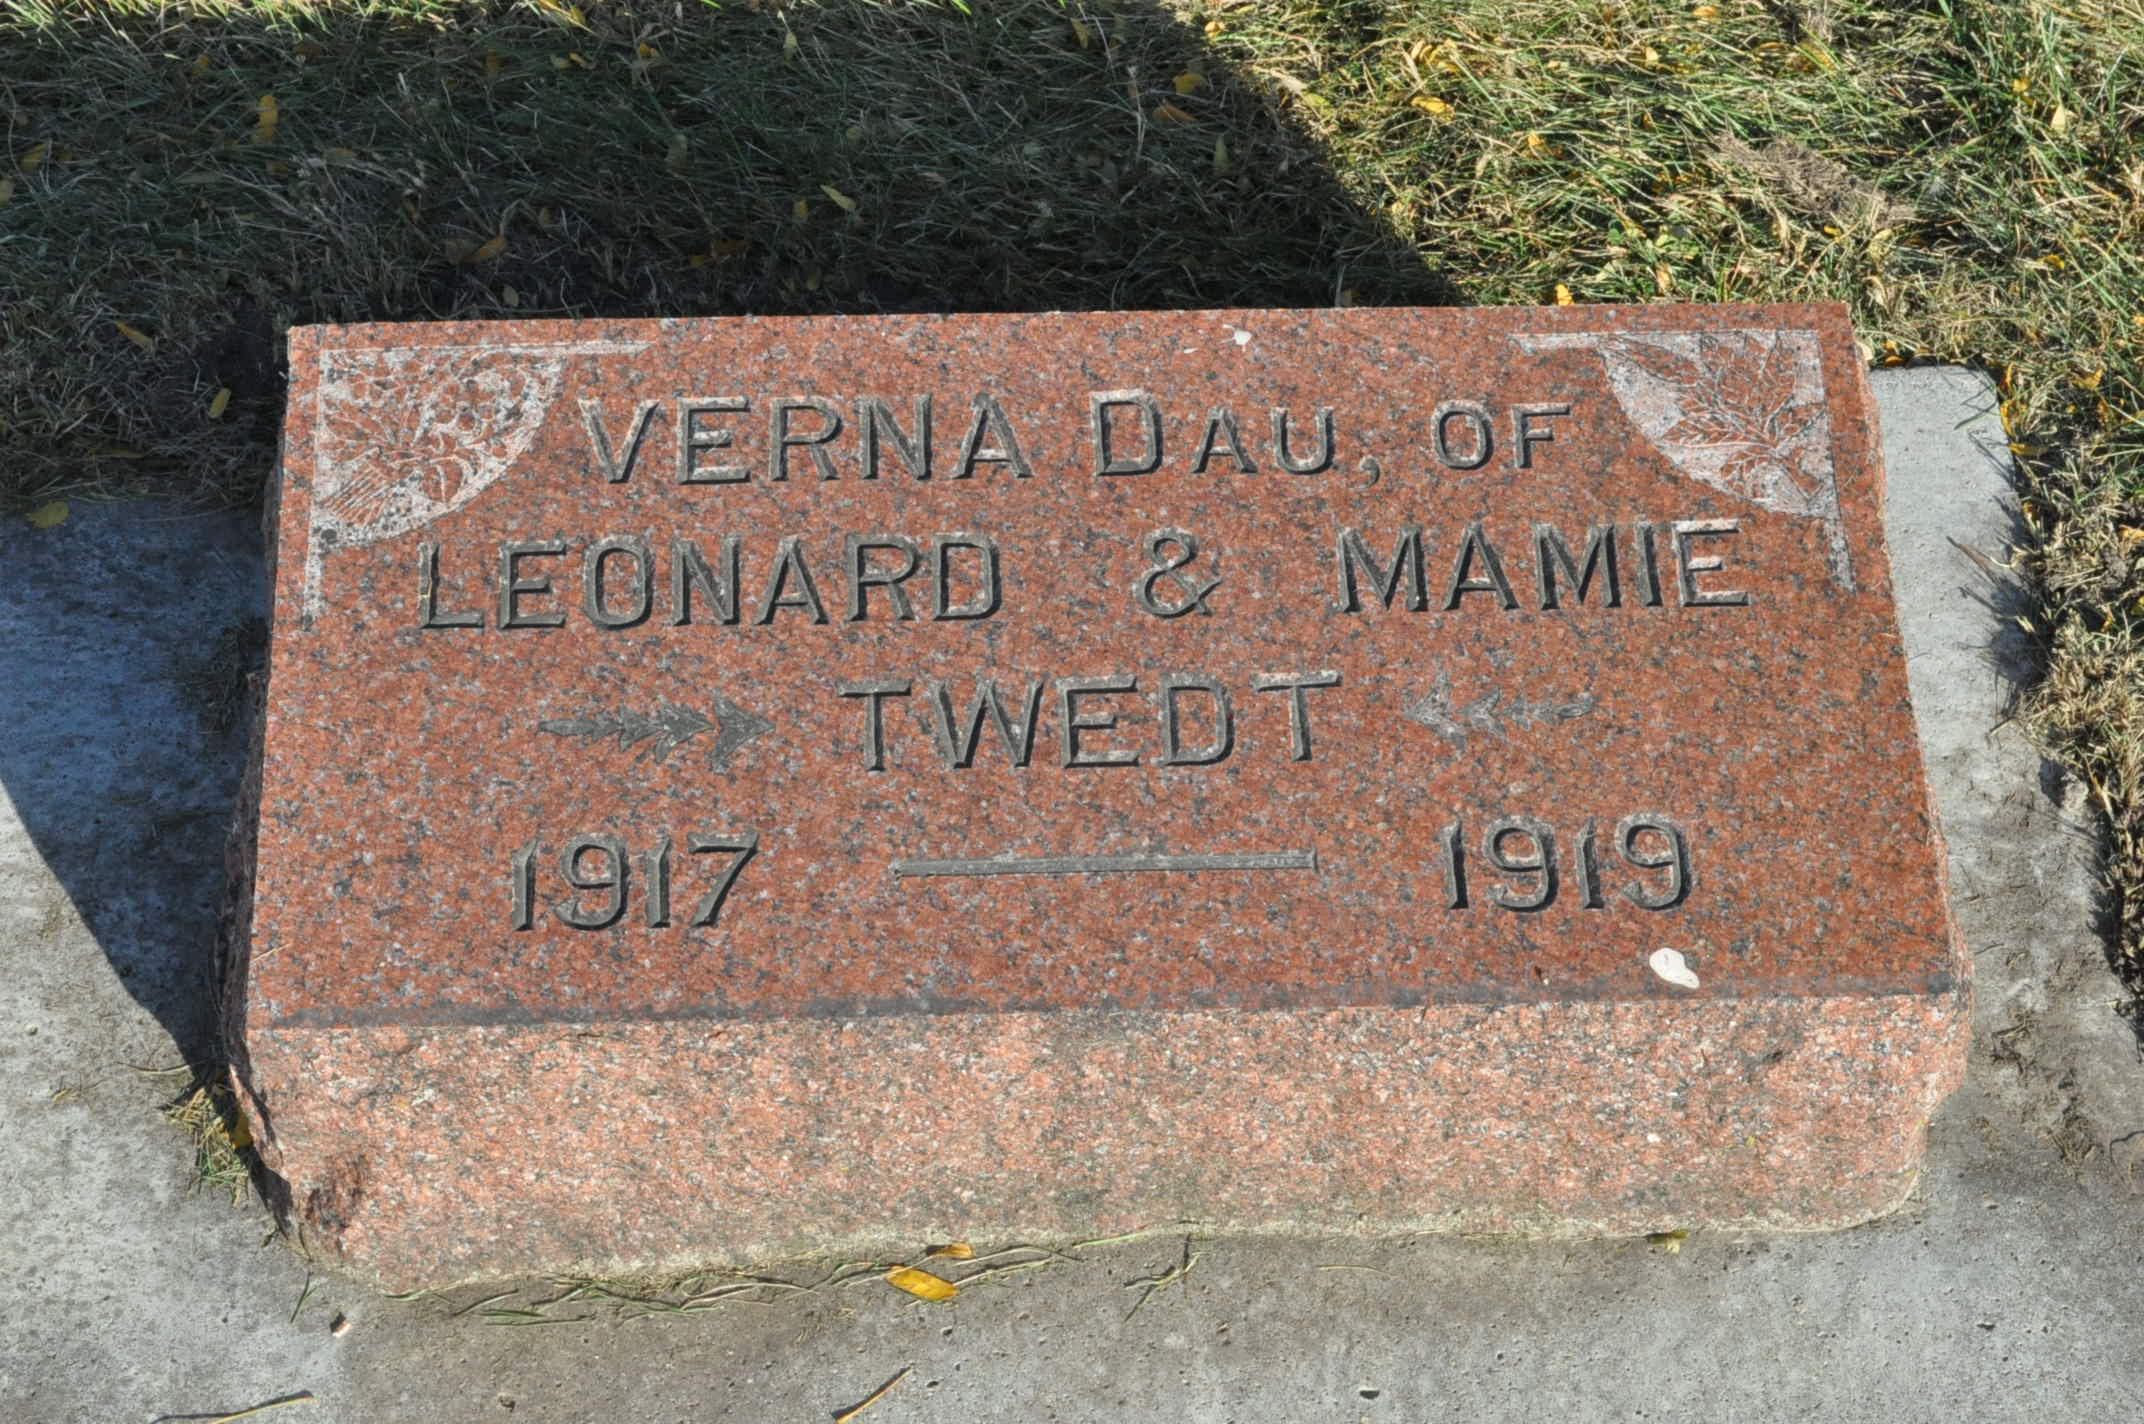 VERNA DAU, OF
LEONARD & MAMIE
TWEDT
1917 — 1919